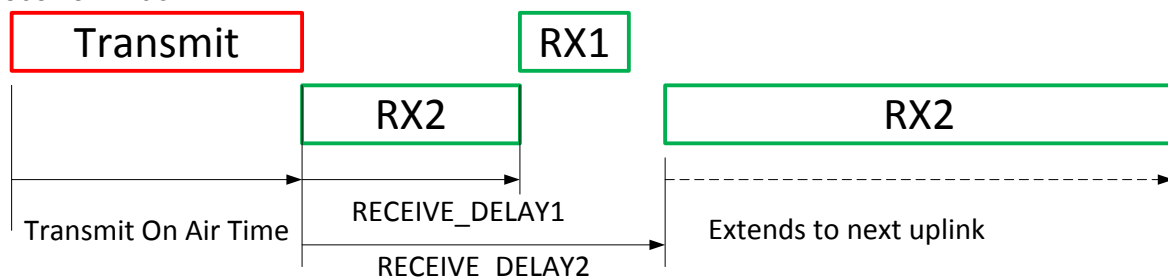 Transmit
RX1
RX2
RX2
RECEIVE_DELAY1
Transmit On Air Time
Extends to next uplink
RECEIVE_DELAY2